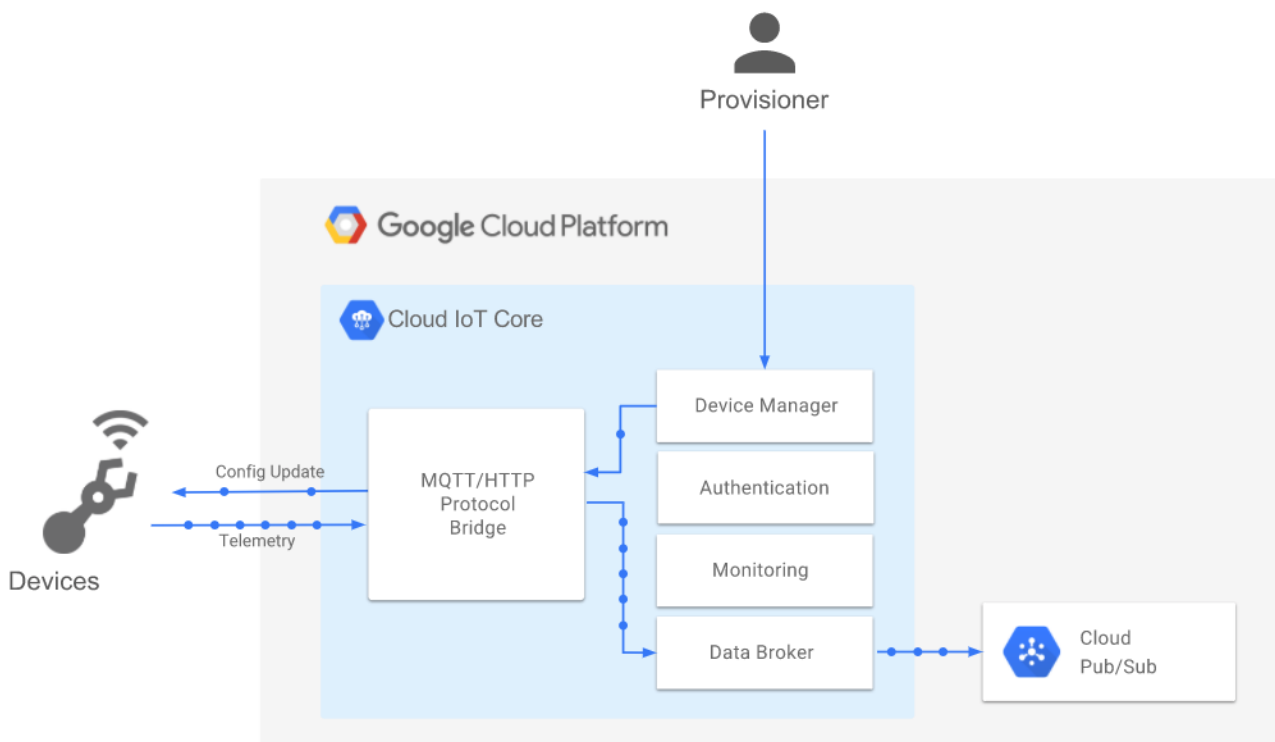 Provisioner
Google Cloud Platform
Cloud IoT Core
Device Manager
Authentication
Monitoring
Data Broker
MQTT/HTTP
Protocol
Bridge
Config Update
Telemetry
Devices
Cloud
Pub/Sub